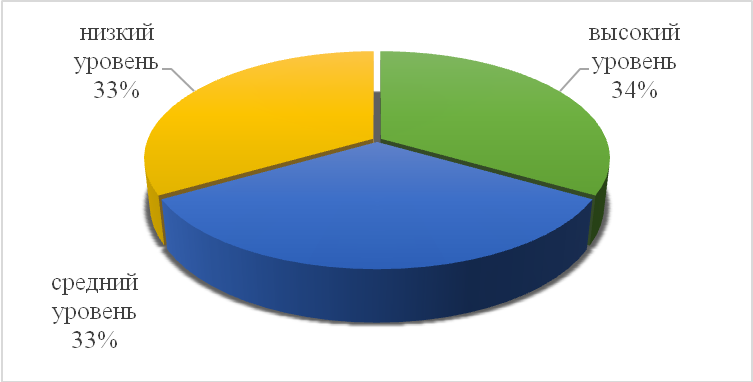 низкий
уровень
33%
высокий
уровень
34%
средний
уровень
33%